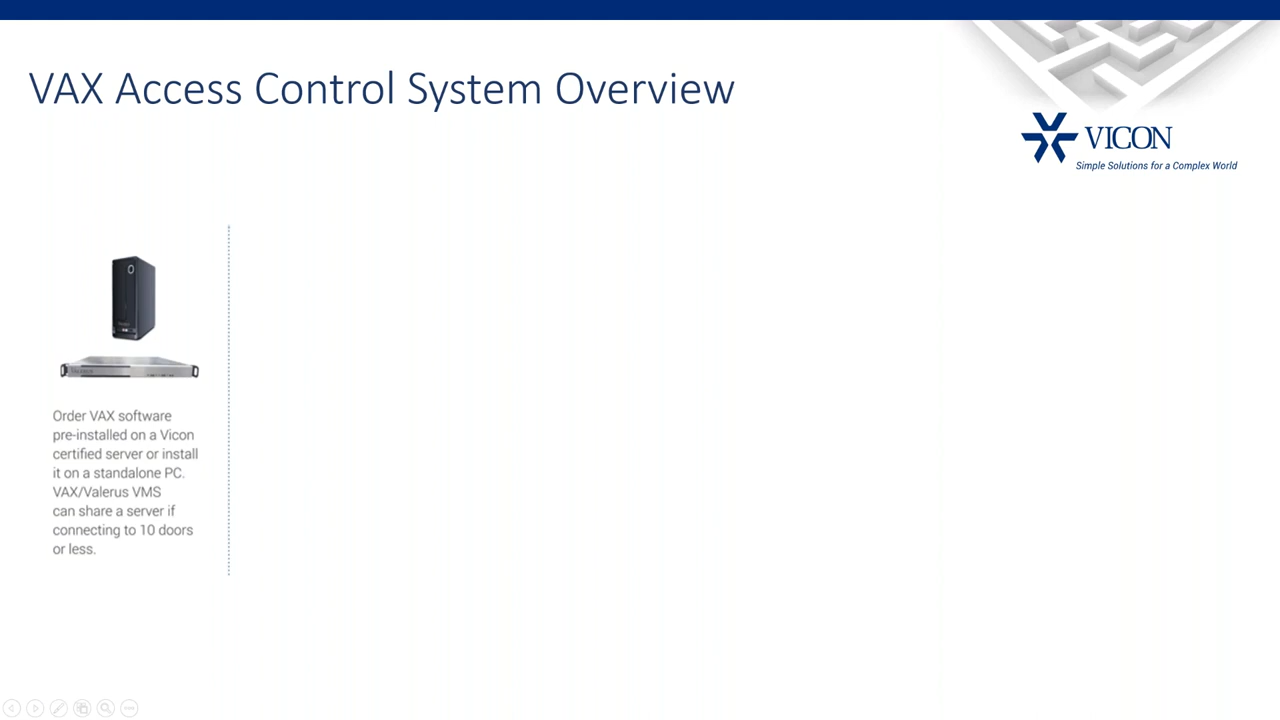 VAX Access Control System Overview
VICON
Simple Solutions for a Complex World
Order VAX software
pre-installed on a Vicon
certified server or install
it on a standalone PC.
VAX/Valerus VMS
can share a server if
connecting to 10 doors
or less.